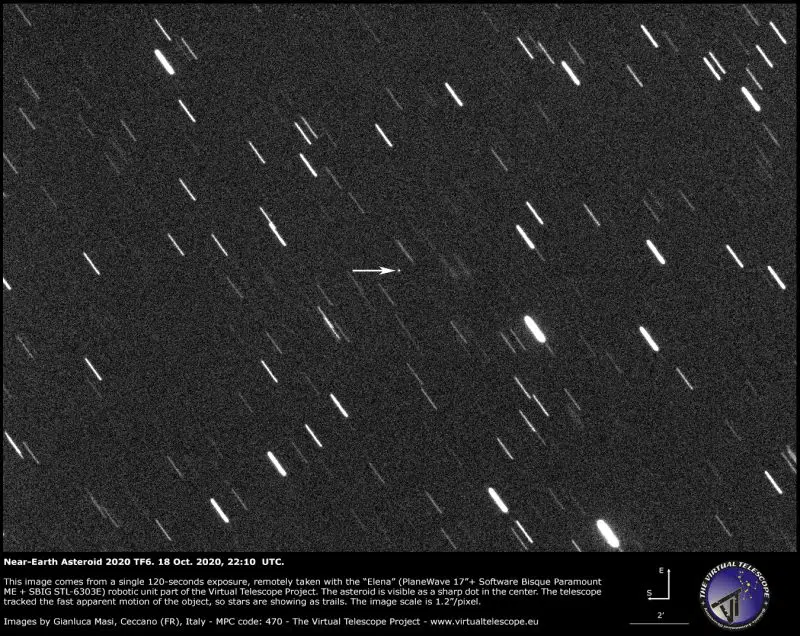 Near-Earth Asteroid 2020 TF6. 18 Oct. 2020, 22:10 UTC.
This image comes from a single 120-seconds exposure, remotely taken with the “Elena” (PlaneWave 17”+ Software Bisque Paramount
ME + SBIG STL-6303E) robotic unit part of the Virtual Telescope Project. The asteroid is visible as a sharp dot in the center. The telescope
tracked the fast apparent motion of the object, so stars are showing as trails. The image scale is 1.2”/pixel.
Images by Gianluca Masi, Ceccano (FR), Italy - MPC code: 470 - The Virtual Telescope Project - www.virtualtelescope.eu
E
S
2'
THE VIRTUAL TELESCOPE